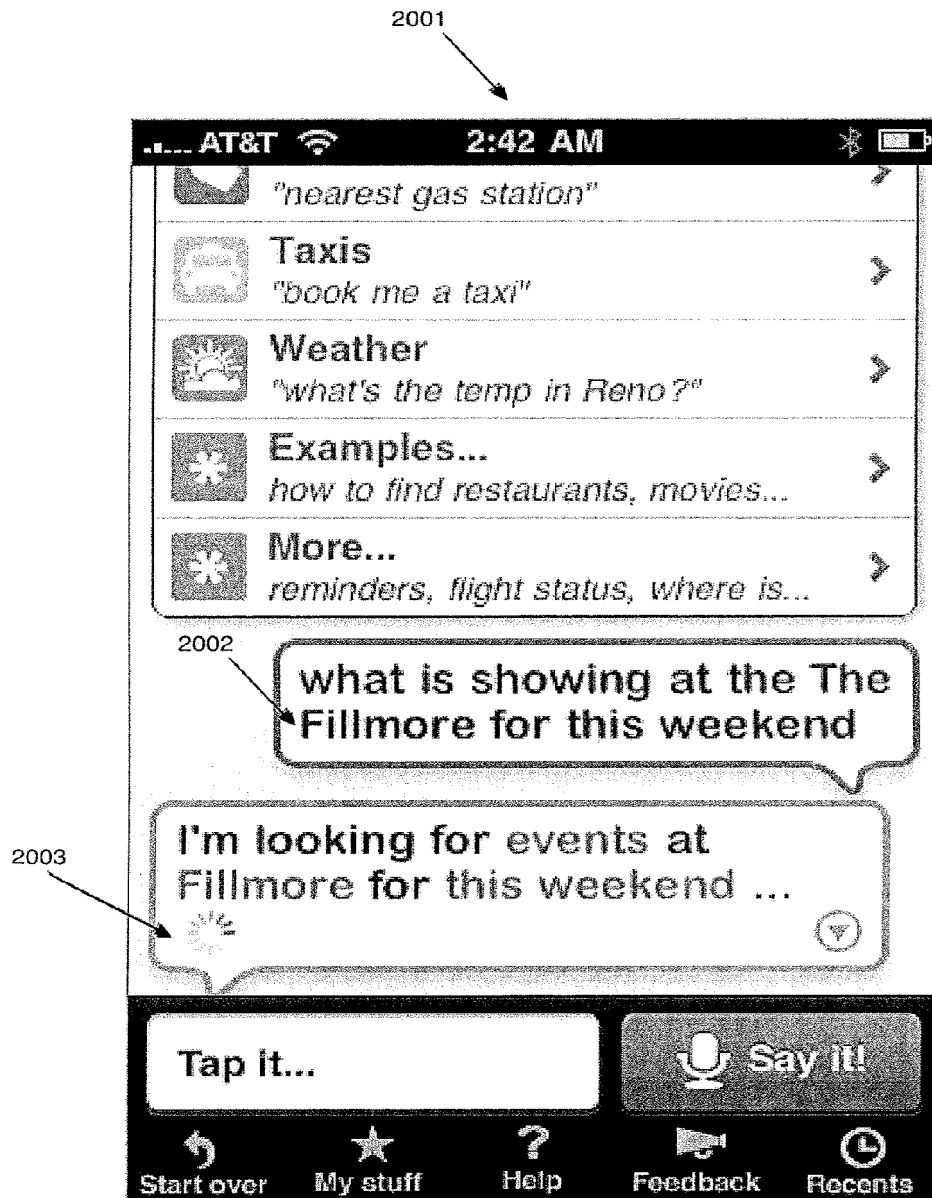 2001
AT&T 2:42 AM
"nearest gas station"
Taxis
"book me a taxi"
Weather
"what's the temp in Reno?"
Examples...
how to find restaurants, movies...
More...
reminders, flight status, where is...
2002
what is showing at the The
Fillmore for this weekend
2003
I'm looking for events at
Fillmore for this weekend ...
Tap it...
Say it!
Start over My stuff Help Feedback Recents